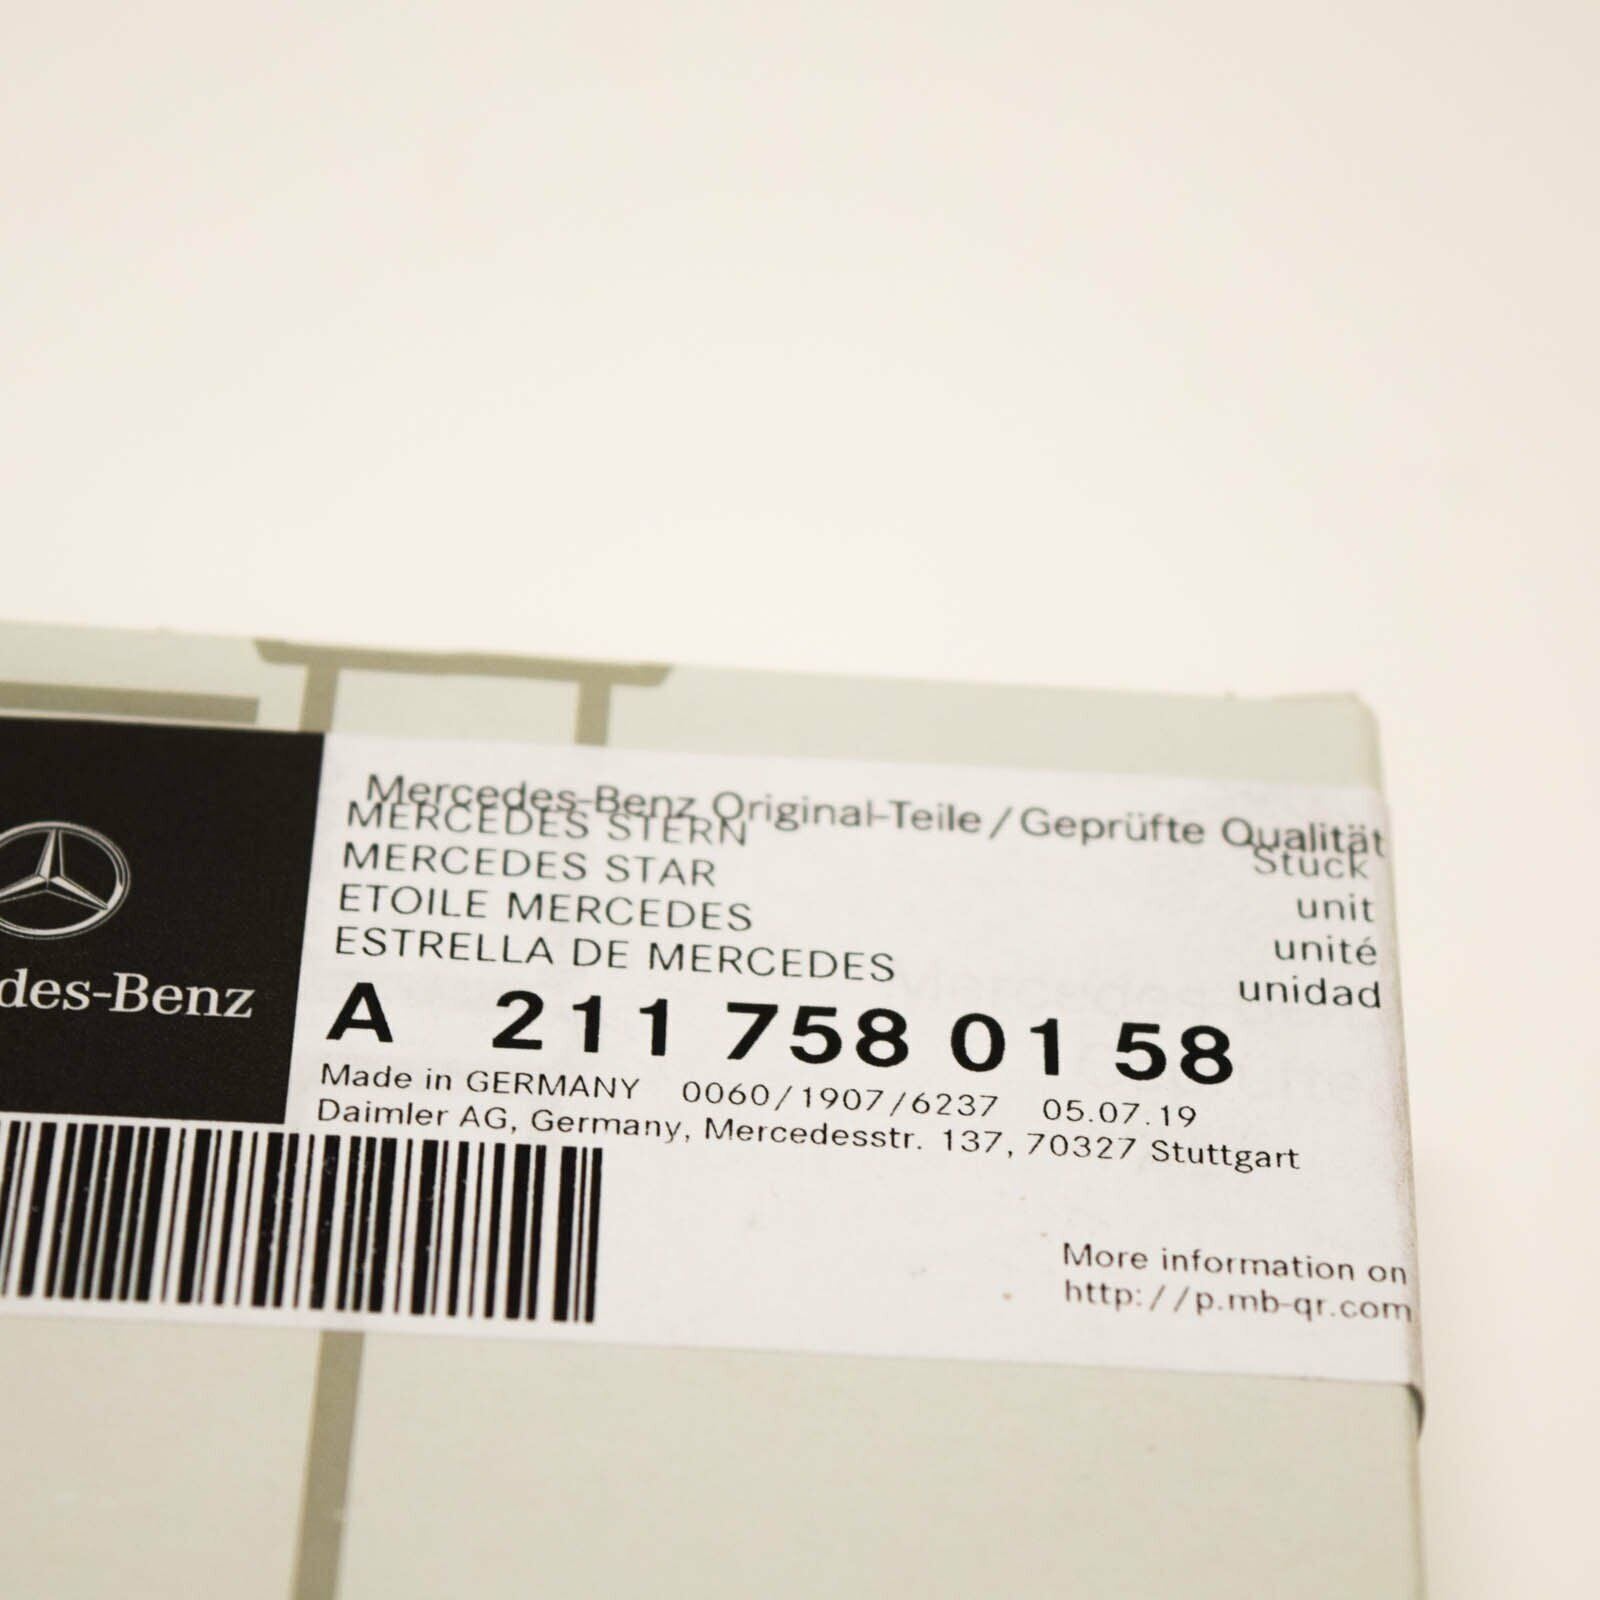 Mercedes-Benz Original-Teile / Geprüfte Qualität
MERCEDES STERN Stück
MERCEDES STAR unit
ETOILE MERCEDES unité
ESTRELLA DE MERCEDES unidad
des-Benz
A 211 758 01 58
Made in GERMANY 0060/1907/6237 05.07.19
Daimler AG, Germany, Mercedesstr. 137, 70327 Stuttgart
More information on
http://p.mb-qr.com